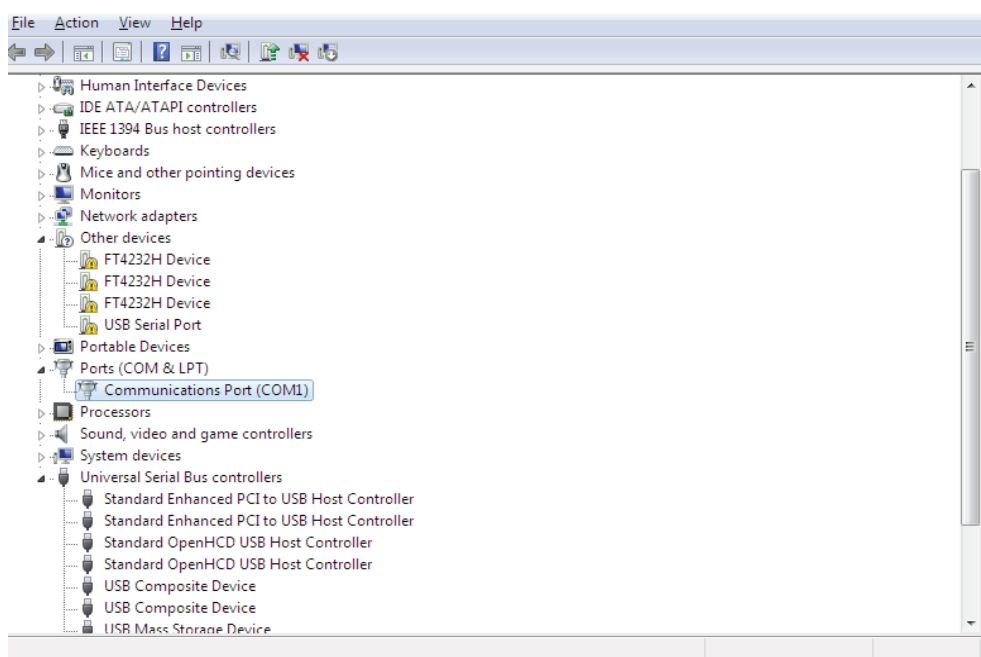 File Action View Help
Human Interface Devices
IDE ATA/ATAPI controllers
IEEE 1394 Bus host controllers
Keyboards
Mice and other pointing devices
Monitors
Network adapters
Other devices
FT4232H Device
FT4232H Device
FT4232H Device
USB Serial Port
Portable Devices
Ports (COM & LPT)
Communications Port (COM1)
Processors
Sound, video and game controllers
System devices
Universal Serial Bus controllers
Standard Enhanced PCI to USB Host Controller
Standard Enhanced PCI to USB Host Controller
Standard OpenHCD USB Host Controller
Standard OpenHCD USB Host Controller
USB Composite Device
USB Composite Device
USB Mass Storage Device